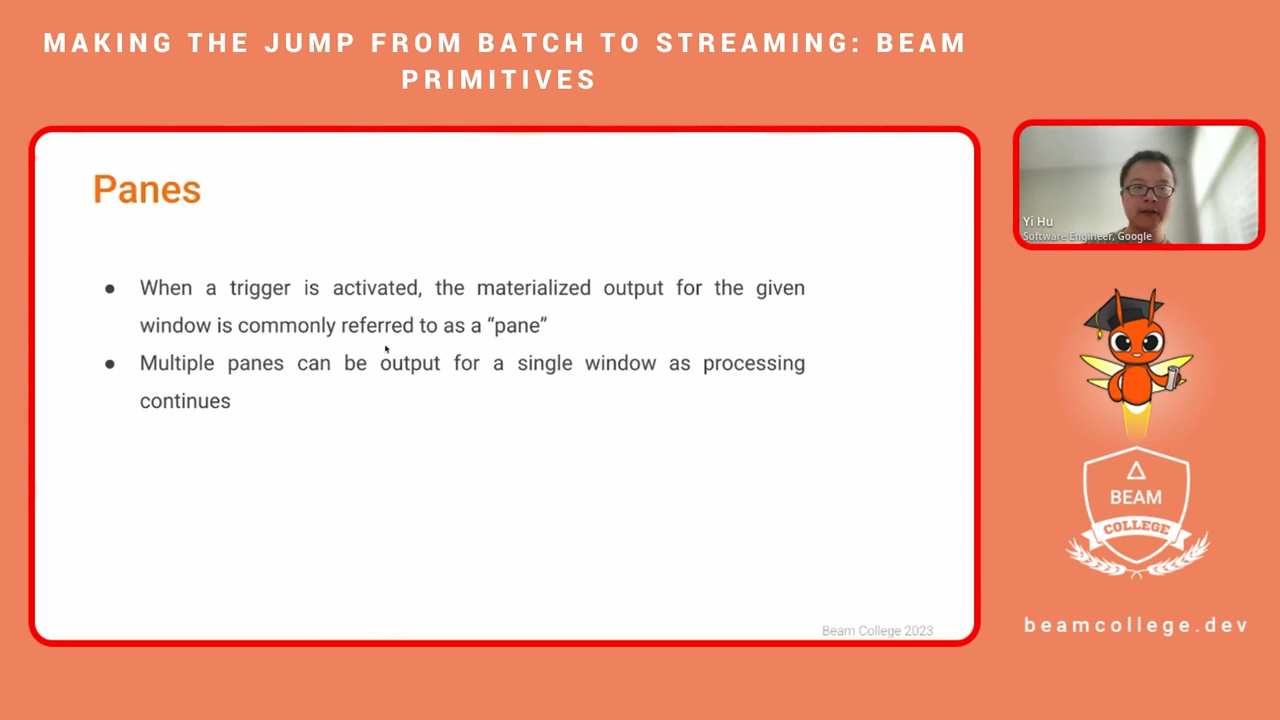 MAKING THE JUMP FROM BATCH TO STREAMING: BEAM
PRIMITIVES
Panes
● When a trigger is activated, the materialized output for the given
window is commonly referred to as a “pane”
● Multiple panes can be output for a single window as processing
continues
Beam College 2023
Yi Hu
Software Engineer, Google
BEAM
COLLEGE
beamcollege.dev